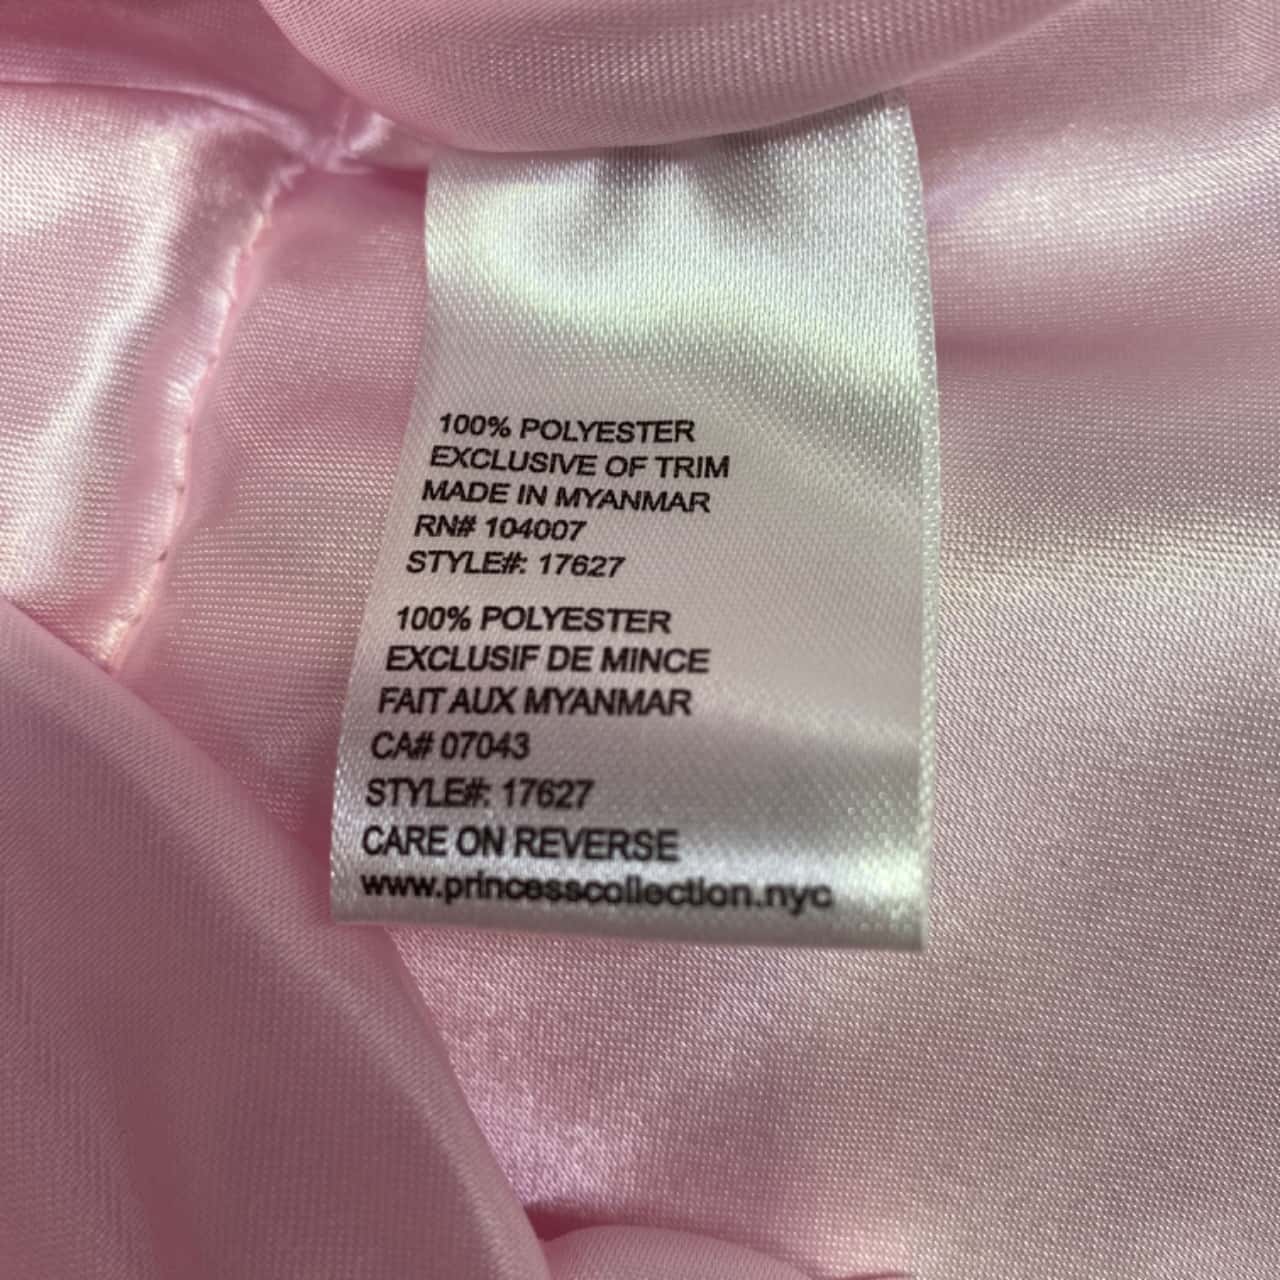 100% POLYESTER
EXCLUSIVE OF TRIM
MADE IN MYANMAR
RN# 104007
STYLE#: 17627
100% POLYESTER
EXCLUSIF DE MINCE
FAIT AUX MYANMAR
CA# 07043
STYLE#: 17627
CARE ON REVERSE
www.princesscollection.nyc